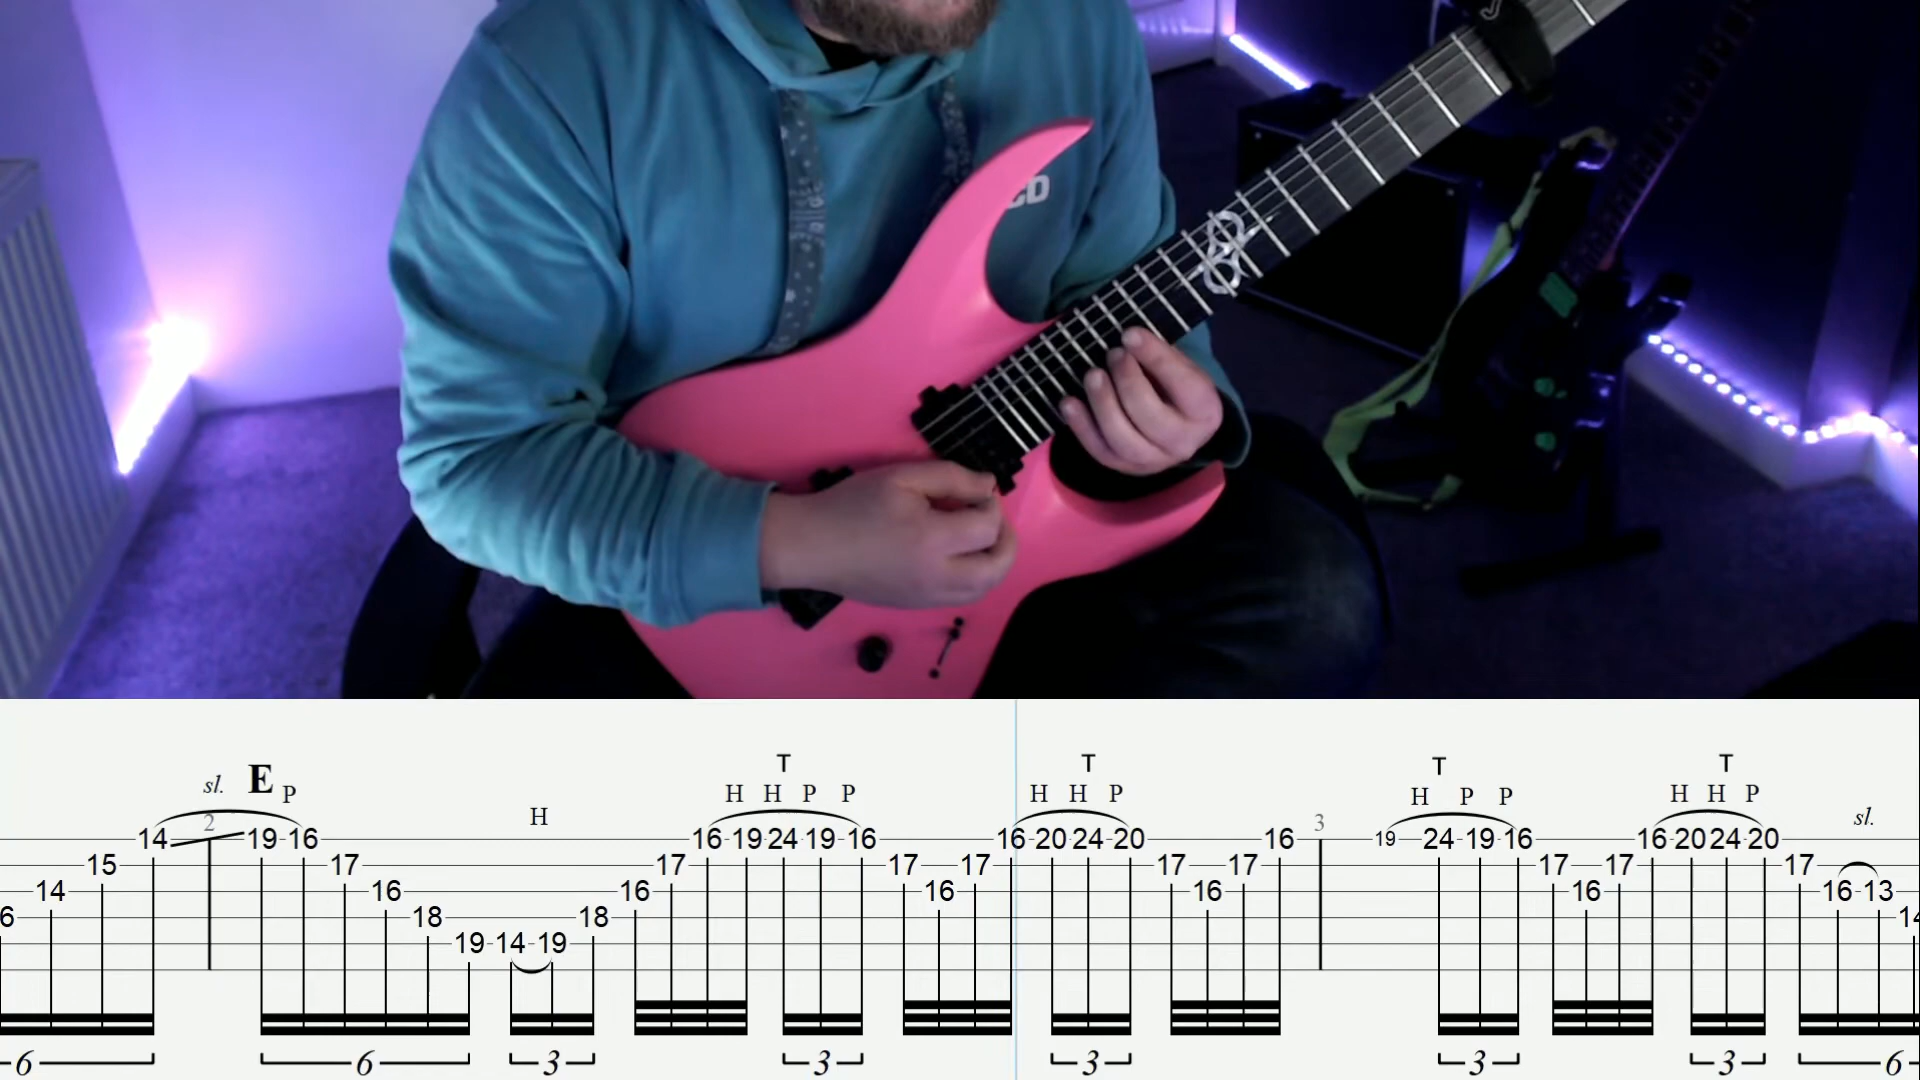 CD
T T T T
sl. E P H H P P H H P H P P H H P
H sl.
2 3
14 19 16 16 19 24 19 16 16 20 24 20 16 19 24 19 16 16 20 24 20
15 17 17 17 17 17 17 17 17 17
14 16 16 16 16 16 16 13
6 18 18 14
19 14 19
6 6 3 3 3 3 3 6